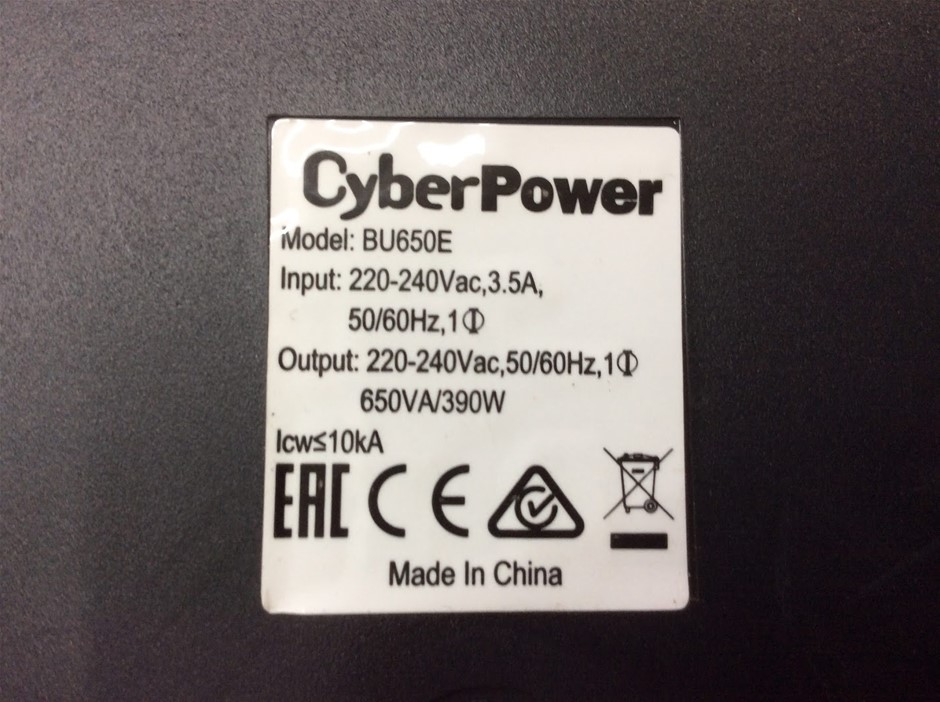 CyberPower
Model: BU650E
Input: 220-240Vac,3.5A,
50/60Hz,1Φ
Output: 220-240Vac,50/60Hz,1Φ
650VA/390W
Icw≤10kA
EAC CE
Made In China